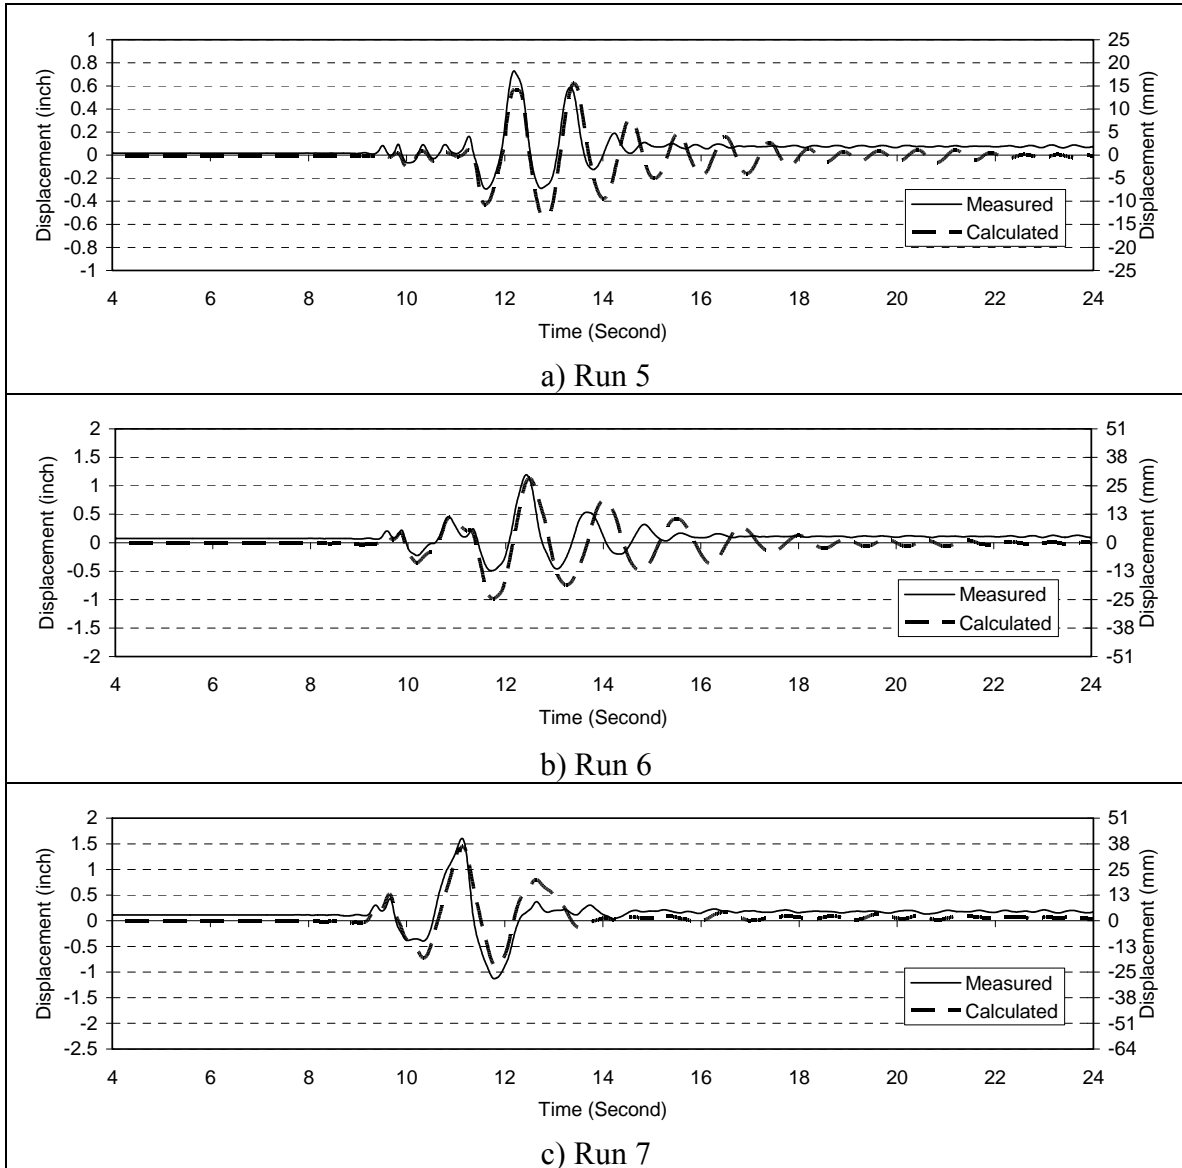 1
0.8
0.6
0.4
0.2
0
-0.2
-0.4
-0.6
-0.8
-1
Displacement (inch)
25
20
15
10
5
0
-5
-10
-15
-20
-25
Displacement (mm)
Measured
Calculated
4 6 8 10 12 14 16 18 20 22 24
Time (Second)
a) Run 5
2
1.5
1
0.5
0
-0.5
-1
-1.5
-2
Displacement (inch)
51
38
25
13
0
-13
-25
-38
-51
Displacement (mm)
Measured
Calculated
4 6 8 10 12 14 16 18 20 22 24
Time (Second)
b) Run 6
2
1.5
1
0.5
0
-0.5
-1
-1.5
-2
-2.5
Displacement (inch)
51
38
25
13
0
-13
-25
-38
-51
-64
Displacement (mm)
Measured
Calculated
4 6 8 10 12 14 16 18 20 22 24
Time (Second)
c) Run 7